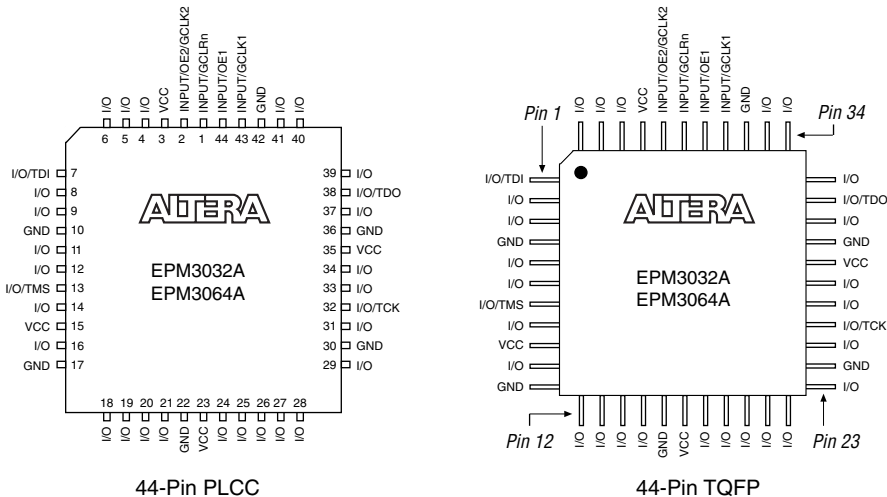 I/O I/O I/O VCC INPUT/OE2/GCLK2 INPUT/GCLRn INPUT/OE1 INPUT/GCLK1 GND I/O I/O
6 5 4 3 2 1 44 43 42 41 40
I/O/TDI 7
I/O 8
I/O 9
GND 10
I/O 11
I/O 12
I/O/TMS 13
I/O 14
VCC 15
I/O 16
GND 17
ALTERA
EPM3032A
EPM3064A
39 I/O
38 I/O/TDO
37 I/O
36 GND
35 VCC
34 I/O
33 I/O
32 I/O/TCK
31 I/O
30 GND
29 I/O
18 19 20 21 22 23 24 25 26 27 28
I/O I/O I/O I/O GND VCC I/O I/O I/O I/O I/O
44-Pin PLCC
I/O I/O I/O VCC INPUT/OE2/GCLK2 INPUT/GCLRn INPUT/OE1 INPUT/GCLK1 GND I/O I/O
Pin 1
Pin 34
I/O/TDI
I/O
I/O
GND
I/O
I/O
I/O/TMS
I/O
VCC
I/O
GND
ALTERA
EPM3032A
EPM3064A
I/O
I/O/TDO
I/O
GND
VCC
I/O
I/O
I/O/TCK
I/O
GND
I/O
Pin 12
Pin 23
I/O I/O I/O I/O GND VCC I/O I/O I/O I/O I/O
44-Pin TQFP